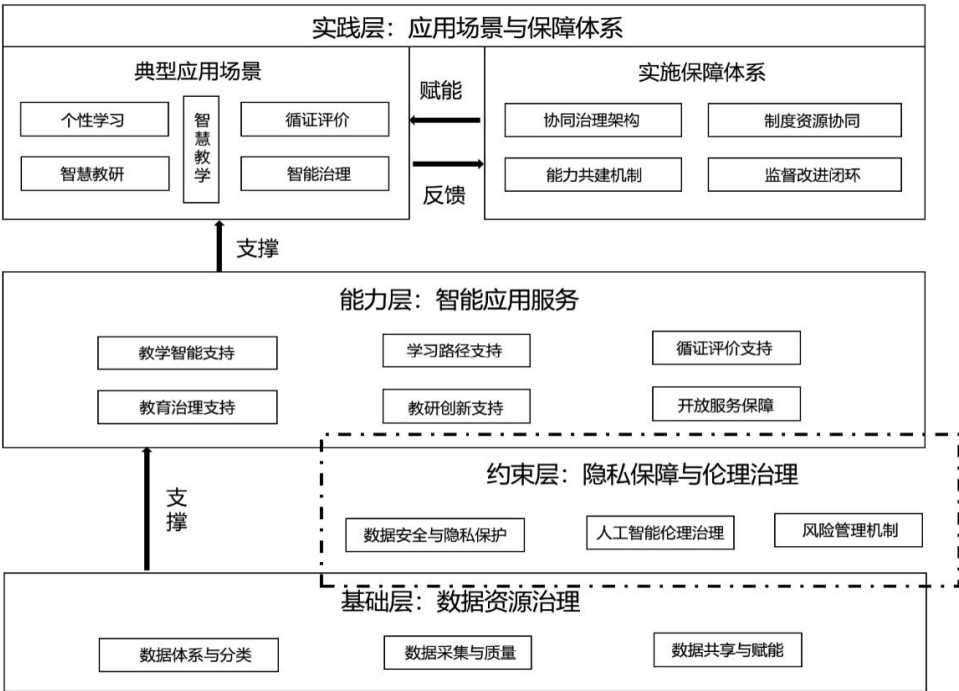 实践层：应用场景与保障体系
典型应用场景
个性学习
智慧教研
智慧教学
循证评价
智能治理
赋能
反馈
实施保障体系
协同治理架构
制度资源协同
能力共建机制
监督改进闭环
支撑
能力层：智能应用服务
教学智能支持
学习路径支持
循证评价支持
教育治理支持
教研创新支持
开放服务保障
支撑
约束层：隐私保障与伦理治理
数据安全与隐私保护
人工智能伦理治理
风险管理机制
基础层：数据资源治理
数据体系与分类
数据采集与质量
数据共享与赋能